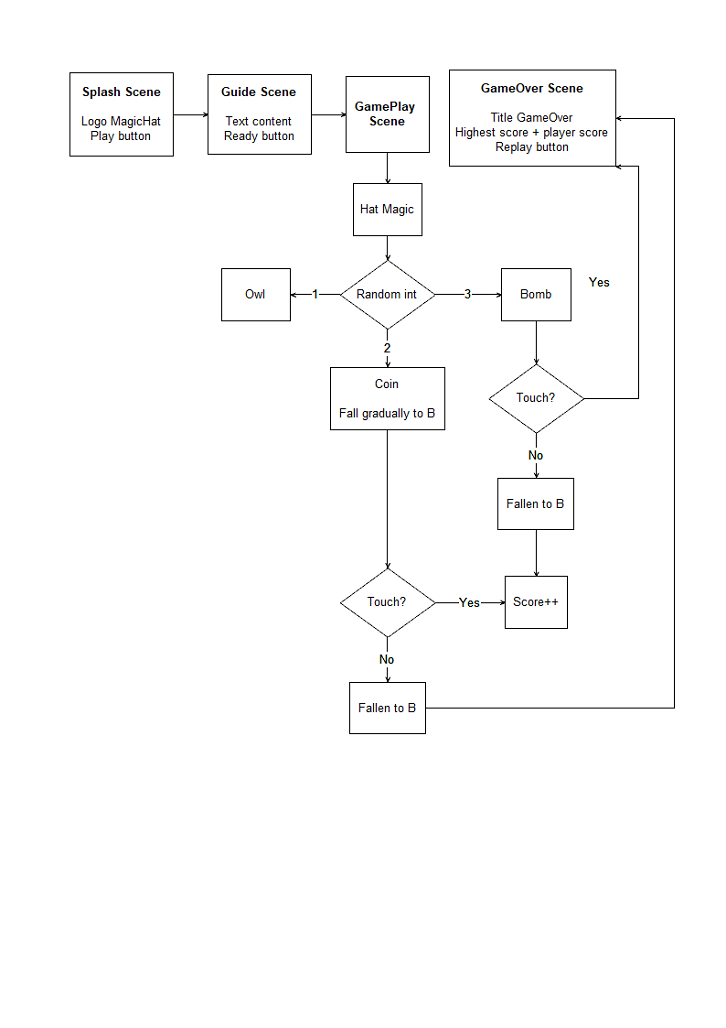 Splash Scene
Logo MagicHat
Play button
Guide Scene
Text content
Ready button
GamePlay
Scene
GameOver Scene
Title GameOver
Highest score + player score
Replay button
Hat Magic
Owl
1
Random int
3
Bomb
Yes
2
Coin
Fall gradually to B
Touch?
No
Fallen to B
Touch?
Yes
Score++
No
Fallen to B